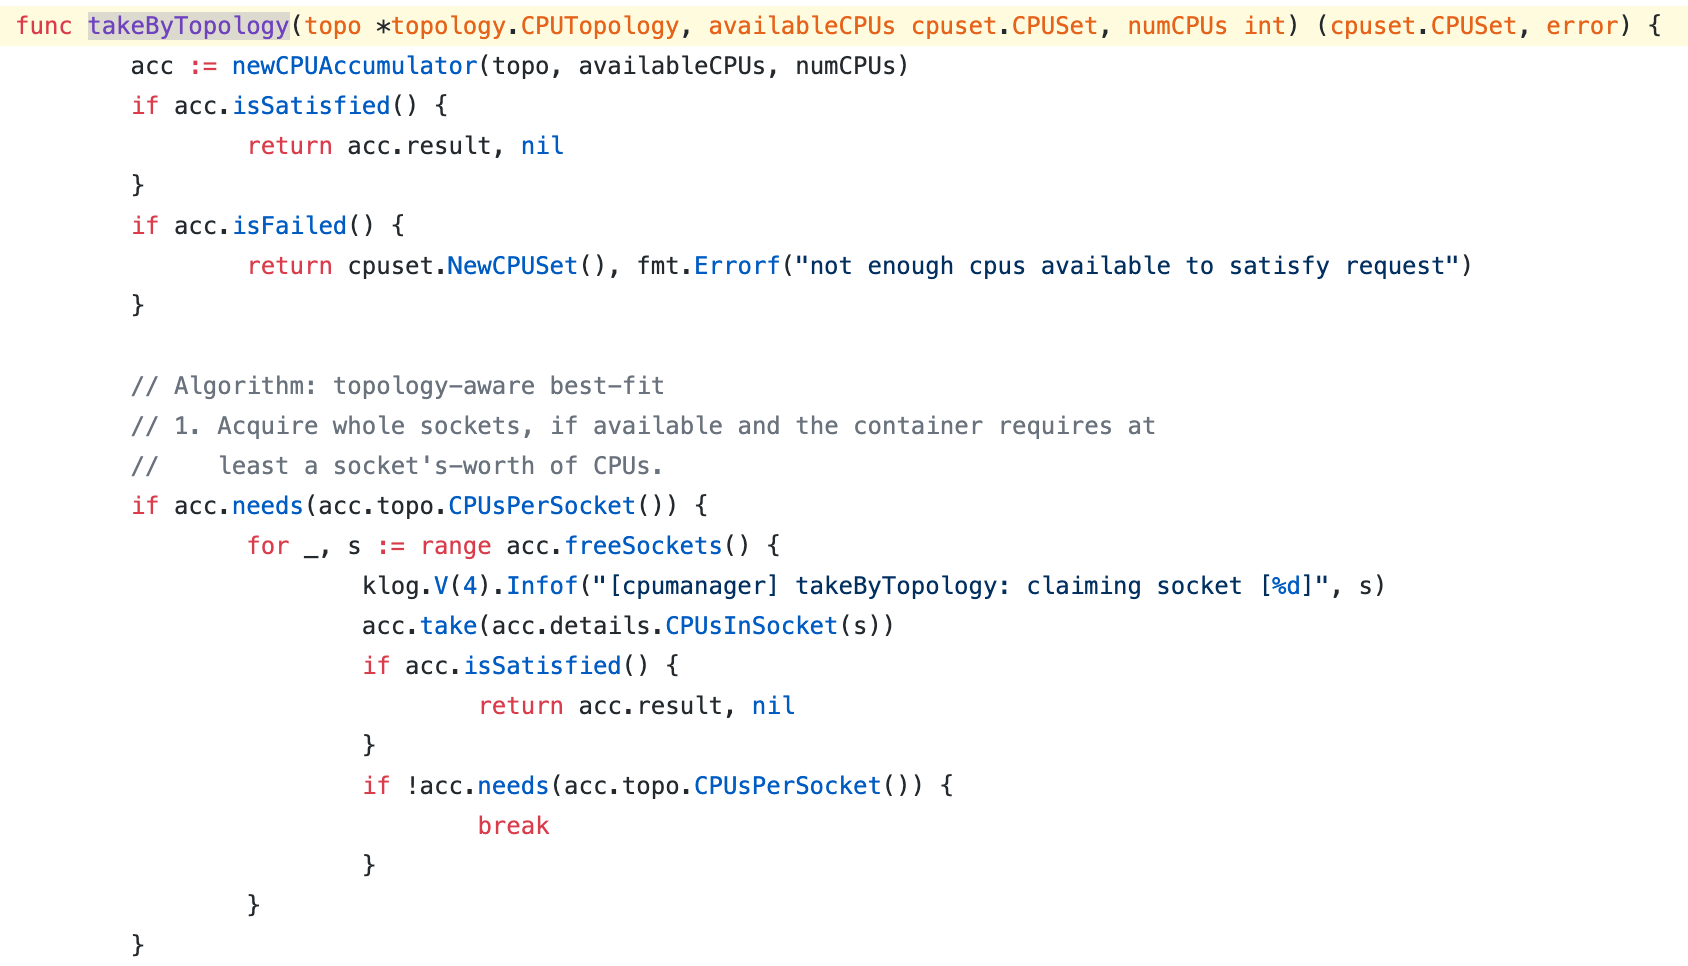 func takeByTopology(topo *topology.CPUTopology, availableCPUs cpuset.CPUSet, numCPUs int) (cpuset.CPUSet, error) {
        acc := newCPUAccumulator(topo, availableCPUs, numCPUs)
        if acc.isSatisfied() {
                return acc.result, nil
        }
        if acc.isFailed() {
                return cpuset.NewCPUSet(), fmt.Errorf("not enough cpus available to satisfy request")
        }

        // Algorithm: topology-aware best-fit
        // 1. Acquire whole sockets, if available and the container requires at
        //    least a socket's-worth of CPUs.
        if acc.needs(acc.topo.CPUsPerSocket()) {
                for _, s := range acc.freeSockets() {
                        klog.V(4).Infof("[cpumanager] takeByTopology: claiming socket [%d]", s)
                        acc.take(acc.details.CPUsInSocket(s))
                        if acc.isSatisfied() {
                                return acc.result, nil
                        }
                        if !acc.needs(acc.topo.CPUsPerSocket()) {
                                break
                        }
                }
        }